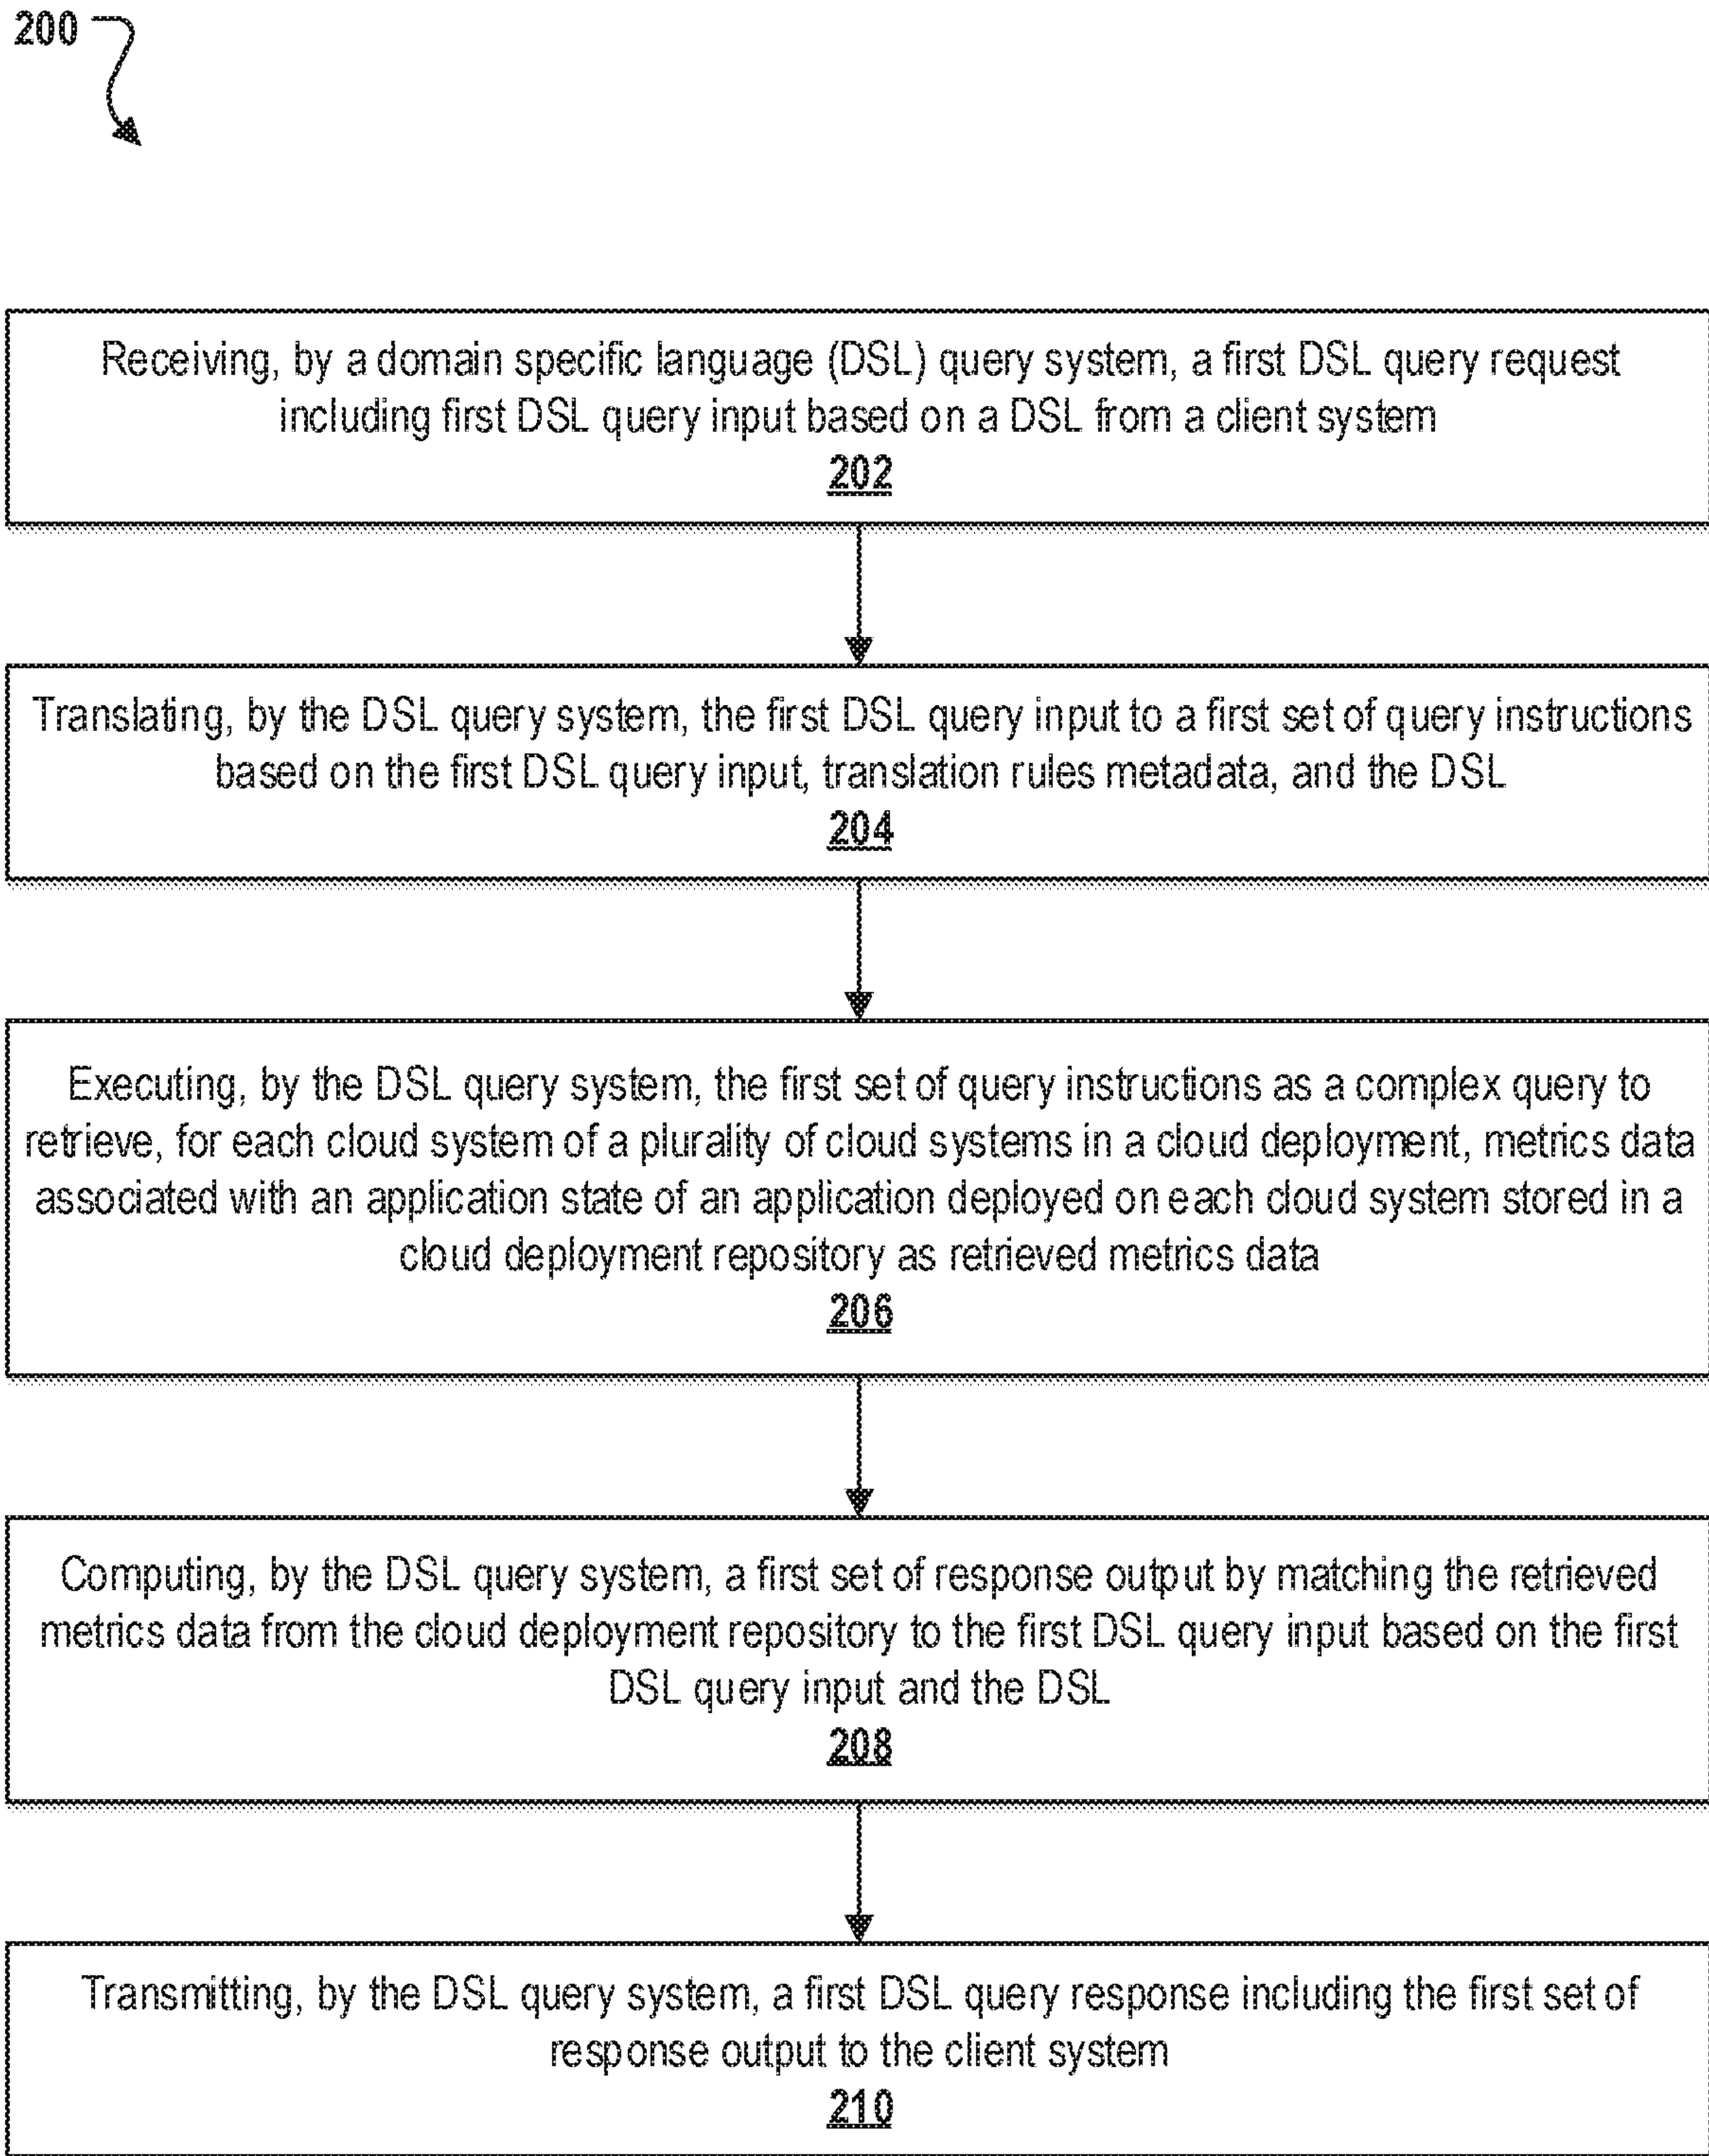 200
Receiving, by a domain specific language (DSL) query system, a first DSL query request
including first DSL query input based on a DSL from a client system
202
Translating, by the DSL query system, the first DSL query input to a first set of query instructions
based on the first DSL query input, translation rules metadata, and the DSL
204
Executing, by the DSL query system, the first set of query instructions as a complex query to
retrieve, for each cloud system of a plurality of cloud systems in a cloud deployment, metrics data
associated with an application state of an application deployed on each cloud system stored in a
cloud deployment repository as retrieved metrics data
206
Computing, by the DSL query system, a first set of response output by matching the retrieved
metrics data from the cloud deployment repository to the first DSL query input based on the first
DSL query input and the DSL
208
Transmitting, by the DSL query system, a first DSL query response including the first set of
response output to the client system
210